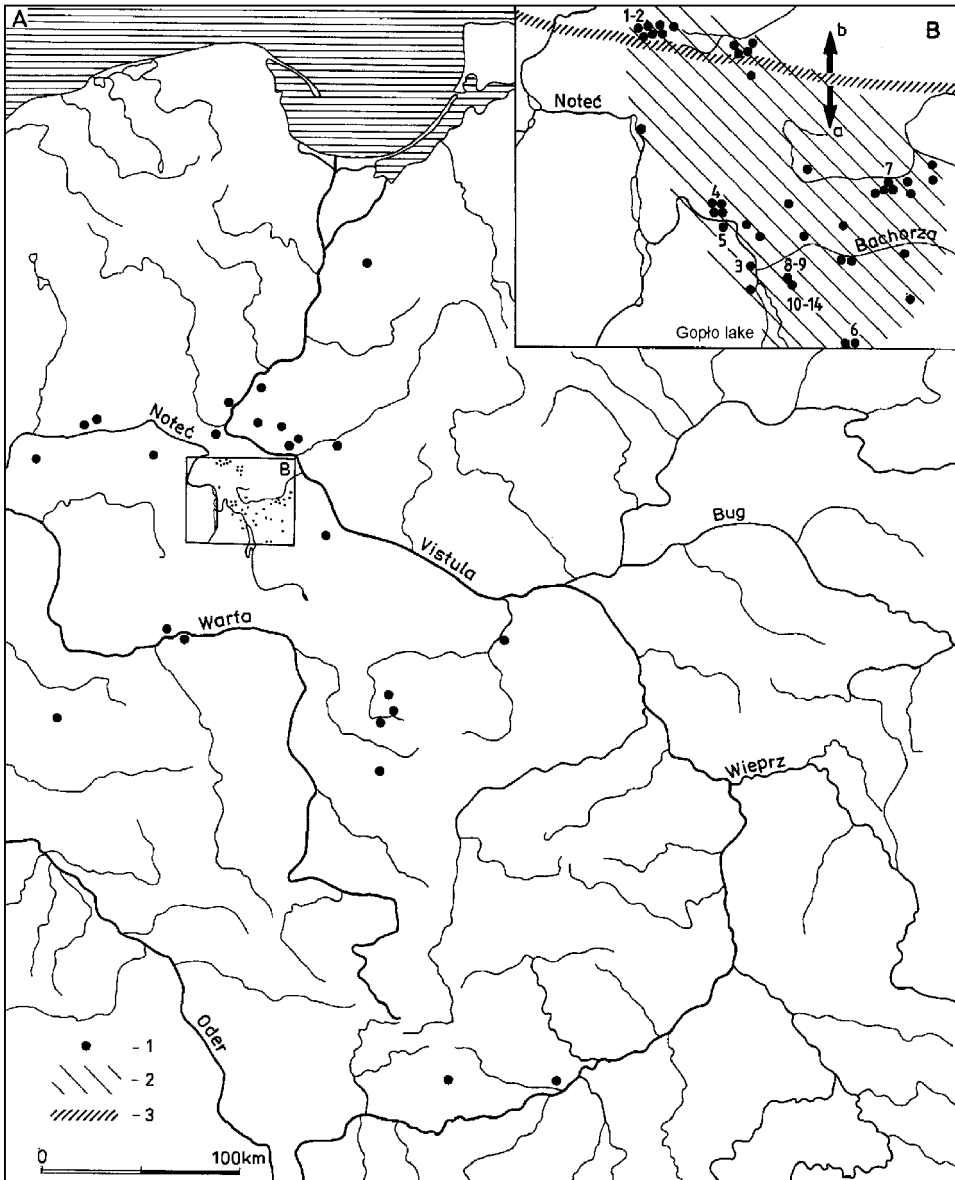 A
B
1-2
b
Noteć
a
7
4
5
Bachorza
3
8-9
10-14
Gopło lake
6
Noteć
B
Bug
Vistula
Warta
Wieprz
Oder
- 1
- 2
- 3
0 100km